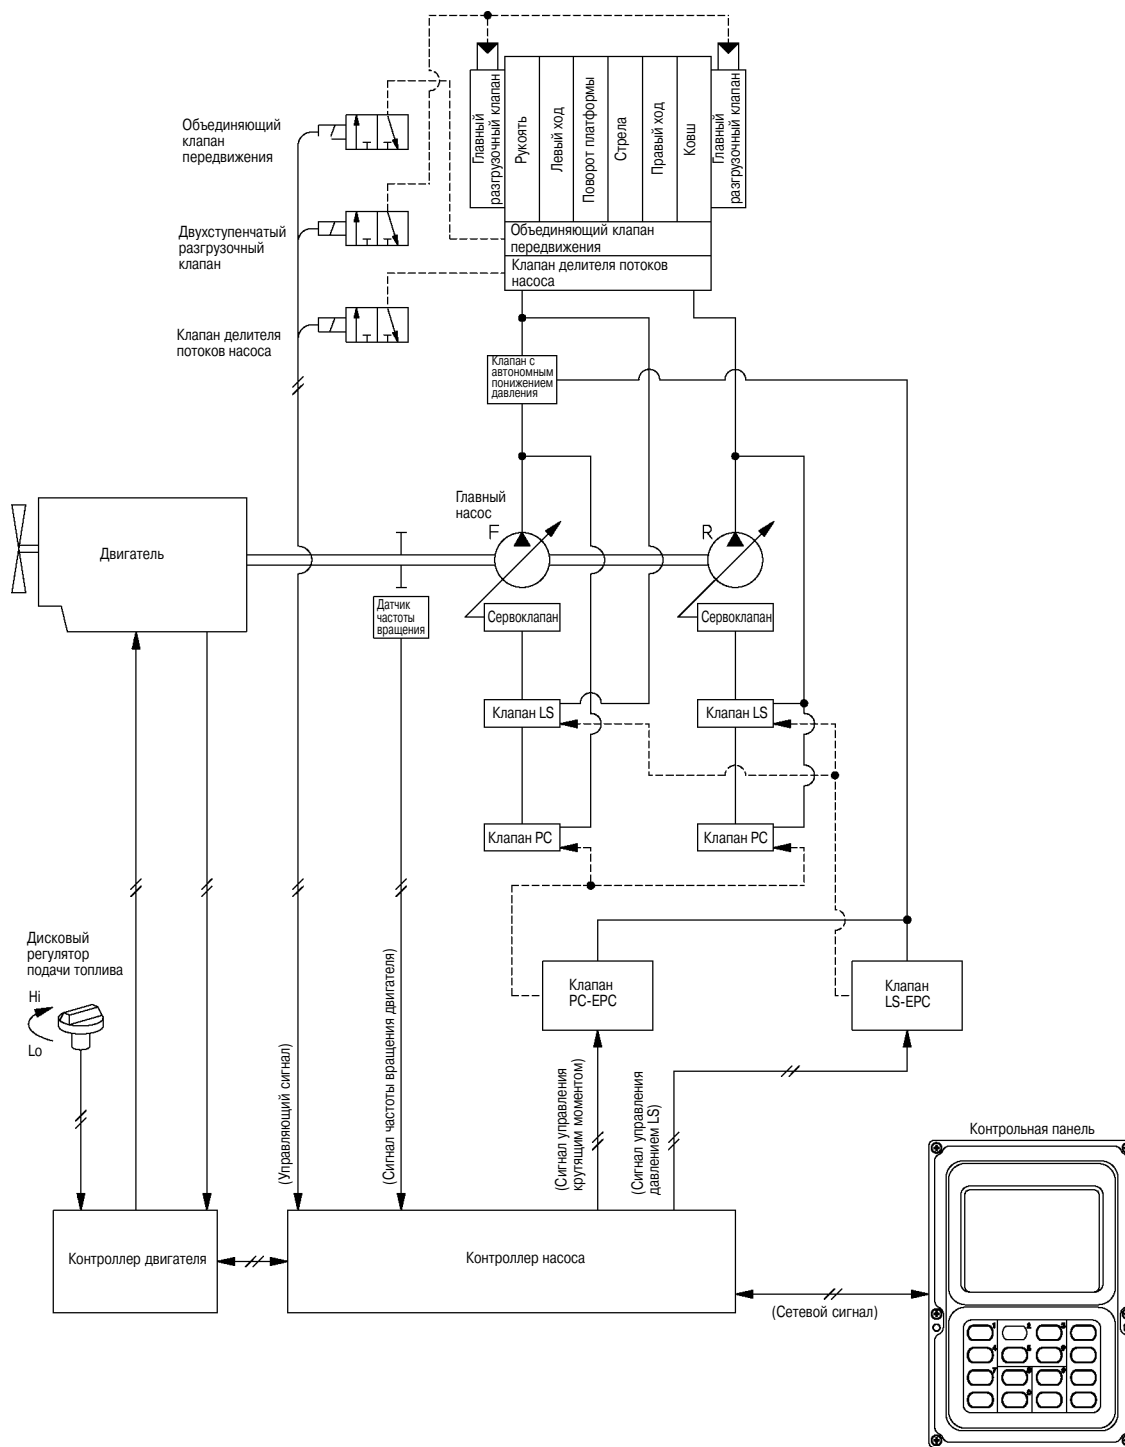 Объединяющий
клапан
передвижения
Двухступенчатый
разгрузочный
клапан
Клапан делителя
потоков насоса
Главный
разгрузочный клапан
Рукоять
Левый ход
Поворот платформы
Стрела
Правый ход
Ковш
Главный
разгрузочный клапан
Объединяющий клапан
передвижения
Клапан делителя потоков
насоса
Клапан с
автономным
понижением
давления
Главный
насос
F
R
Двигатель
Датчик
частоты
вращения
Сервоклапан
Сервоклапан
Клапан LS
Клапан LS
Клапан PC
Клапан PC
Дисковый
регулятор
подачи топлива
Hi
Lo
Клапан
PC-EPC
Клапан
LS-EPC
(Управляющий сигнал)
(Сигнал частоты вращения двигателя)
(Сигнал управления
крутящим моментом)
(Сигнал управления
давлением LS)
Контрольная панель
Контроллер двигателя
Контроллер насоса
(Сетевой сигнал)